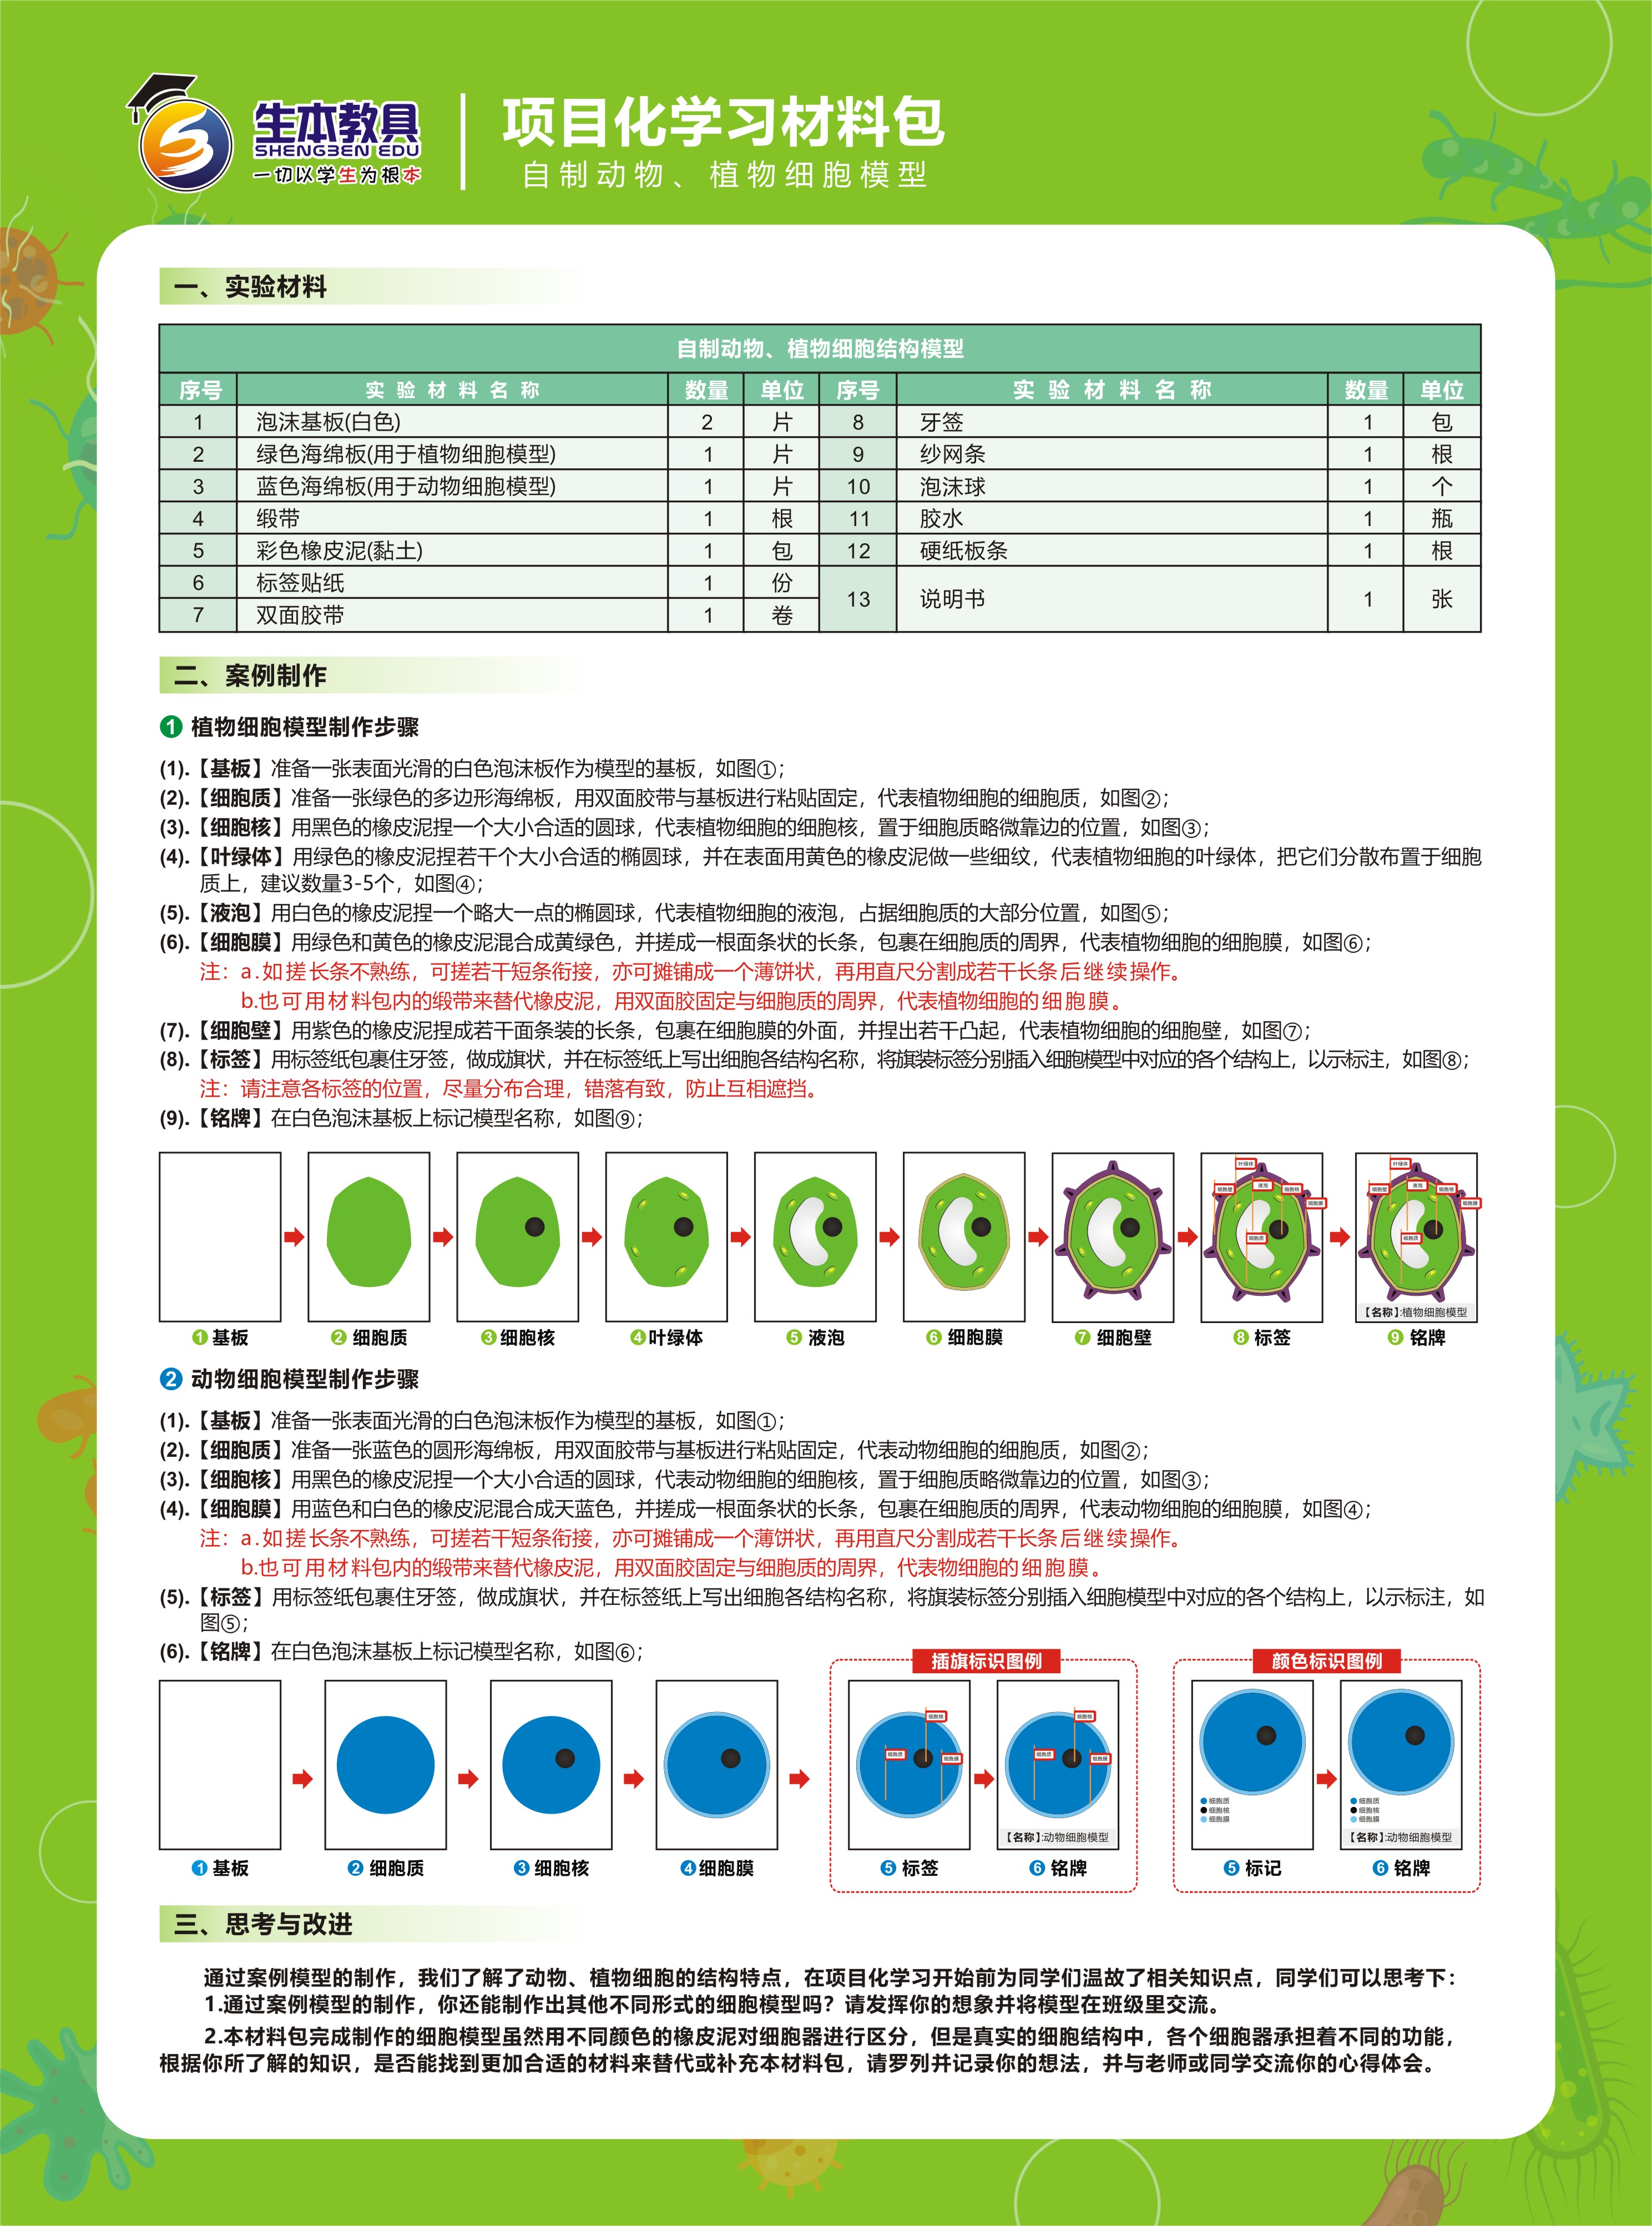 生本教具
SHENGBEN EDU
一切以学生为根本
项目化学习材料包
自制动物、植物细胞模型
一、实验材料
自制动物、植物细胞结构模型
序号 实验材料名称 数量 单位 序号 实验材料名称 数量 单位
1 泡沫基板(白色) 2 片 8 牙签 1 包
2 绿色海绵板(用于植物细胞模型) 1 片 9 纱网条 1 根
3 蓝色海绵板(用于动物细胞模型) 1 片 10 泡沫球 1 个
4 缎带 1 根 11 胶水 1 瓶
5 彩色橡皮泥(黏土) 1 包 12 硬纸板条 1 根
6 标签贴纸 1 份 13 说明书 1 张
7 双面胶带 1 卷
二、案例制作
1 植物细胞模型制作步骤
(1).【基板】准备一张表面光滑的白色泡沫板作为模型的基板，如图①；
(2).【细胞质】准备一张绿色的多边形海绵板，用双面胶带与基板进行粘贴固定，代表植物细胞的细胞质，如图②；
(3).【细胞核】用黑色的橡皮泥捏一个大小合适的圆球，代表植物细胞的细胞核，置于细胞质略微靠边的位置，如图③；
(4).【叶绿体】用绿色的橡皮泥捏若干个大小合适的椭圆球，并在表面用黄色的橡皮泥做一些细纹，代表植物细胞的叶绿体，把它们分散布置于细胞
质上，建议数量3-5个，如图④；
(5).【液泡】用白色的橡皮泥捏一个略大一点的椭圆球，代表植物细胞的液泡，占据细胞质的大部分位置，如图⑤；
(6).【细胞膜】用绿色和黄色的橡皮泥混合成黄绿色，并搓成一根面条状的长条，包裹在细胞质的周界，代表植物细胞的细胞膜，如图⑥；
注：a.如搓长条不熟练，可搓若干短条衔接，亦可摊铺成一个薄饼状，再用直尺分割成若干长条后继续操作。
b.也可用材料包内的缎带来替代橡皮泥，用双面胶固定与细胞质的周界，代表植物细胞的细胞膜。
(7).【细胞壁】用紫色的橡皮泥捏成若干面条装的长条，包裹在细胞膜的外面，并捏出若干凸起，代表植物细胞的细胞壁，如图⑦；
(8).【标签】用标签纸包裹住牙签，做成旗状，并在标签纸上写出细胞各结构名称，将旗装标签分别插入细胞模型中对应的各个结构上，以示标注，如图⑧；
注：请注意各标签的位置，尽量分布合理，错落有致，防止互相遮挡。
(9).【铭牌】在白色泡沫基板上标记模型名称，如图⑨；
叶绿体 叶绿体
细胞壁 液泡 细胞核 细胞膜 细胞壁 液泡 细胞核 细胞膜
细胞质 细胞质
【名称】:植物细胞模型
1 基板 2 细胞质 3 细胞核 4 叶绿体 5 液泡 6 细胞膜 7 细胞壁 8 标签 9 铭牌
2 动物细胞模型制作步骤
(1).【基板】准备一张表面光滑的白色泡沫板作为模型的基板，如图①；
(2).【细胞质】准备一张蓝色的圆形海绵板，用双面胶带与基板进行粘贴固定，代表动物细胞的细胞质，如图②；
(3).【细胞核】用黑色的橡皮泥捏一个大小合适的圆球，代表动物细胞的细胞核，置于细胞质略微靠边的位置，如图③；
(4).【细胞膜】用蓝色和白色的橡皮泥混合成天蓝色，并搓成一根面条状的长条，包裹在细胞质的周界，代表动物细胞的细胞膜，如图④；
注：a.如搓长条不熟练，可搓若干短条衔接，亦可摊铺成一个薄饼状，再用直尺分割成若干长条后继续操作。
b.也可用材料包内的缎带来替代橡皮泥，用双面胶固定与细胞质的周界，代表物细胞的细胞膜。
(5).【标签】用标签纸包裹住牙签，做成旗状，并在标签纸上写出细胞各结构名称，将旗装标签分别插入细胞模型中对应的各个结构上，以示标注，如
图⑤；
(6).【铭牌】在白色泡沫基板上标记模型名称，如图⑥；
插旗标识图例 颜色标识图例
细胞核 细胞核
细胞质 细胞膜 细胞质 细胞膜
细胞质 细胞质
细胞核 细胞核
细胞膜 细胞膜
【名称】:动物细胞模型 【名称】:动物细胞模型
1 基板 2 细胞质 3 细胞核 4 细胞膜 5 标签 6 铭牌 5 标记 6 铭牌
三、思考与改进
通过案例模型的制作，我们了解了动物、植物细胞的结构特点，在项目化学习开始前为同学们温故了相关知识点，同学们可以思考下：
1.通过案例模型的制作，你还能制作出其他不同形式的细胞模型吗？请发挥你的想象并将模型在班级里交流。
2.本材料包完成制作的细胞模型虽然用不同颜色的橡皮泥对细胞器进行区分，但是真实的细胞结构中，各个细胞器承担着不同的功能，
根据你所了解的知识，是否能找到更加合适的材料来替代或补充本材料包，请罗列并记录你的想法，并与老师或同学交流你的心得体会。